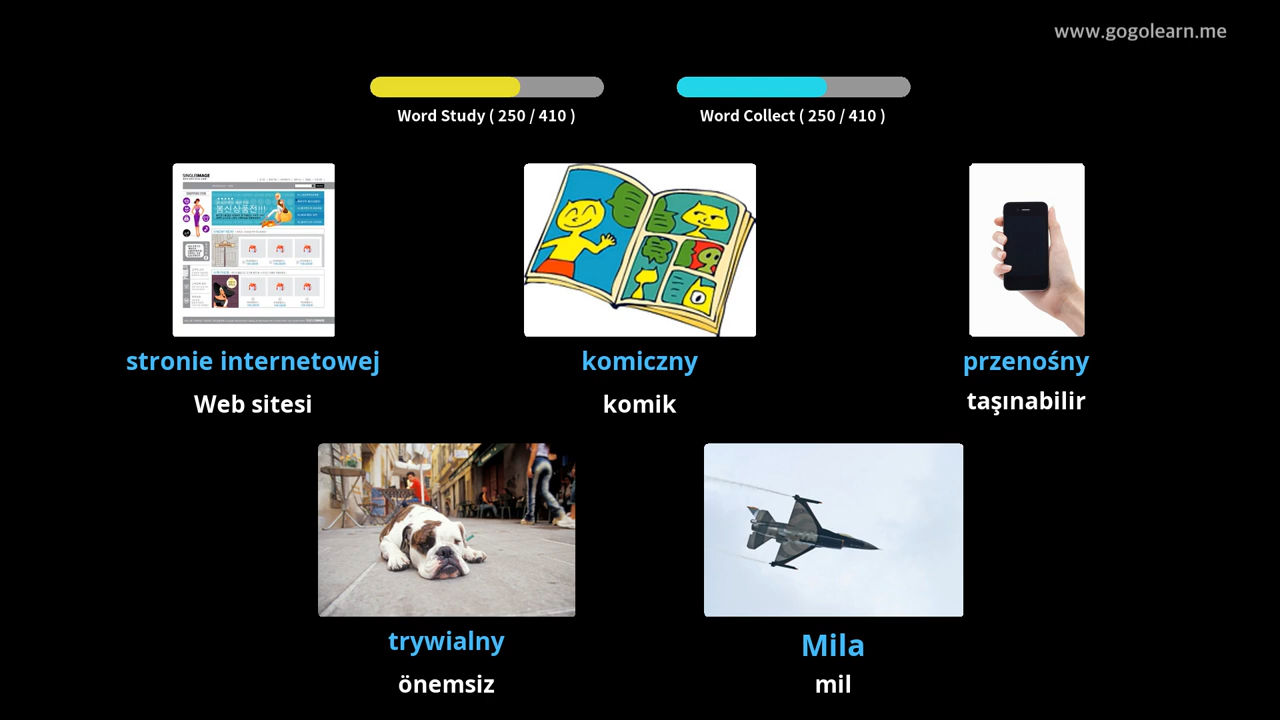 www.gogolearn.me
Word Study ( 250 / 410 )
Word Collect ( 250 / 410 )
stronie internetowej
komiczny
przenośny
Web sitesi
komik
taşınabilir
trywialny
Mila
önemsiz
mil